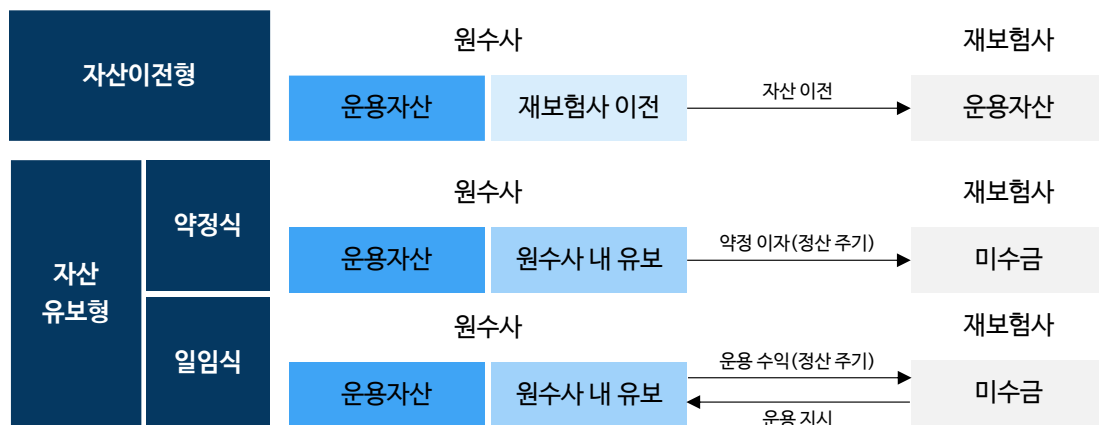 원수사
재보험사
자산이전형
운용자산
재보험사 이전
자산 이전
운용자산
원수사
재보험사
자산
유보형
약정식
운용자산
원수사 내 유보
약정 이자(정산 주기)
미수금
원수사
재보험사
일임식
운용자산
원수사 내 유보
운용 수익(정산 주기)
운용 지시
미수금